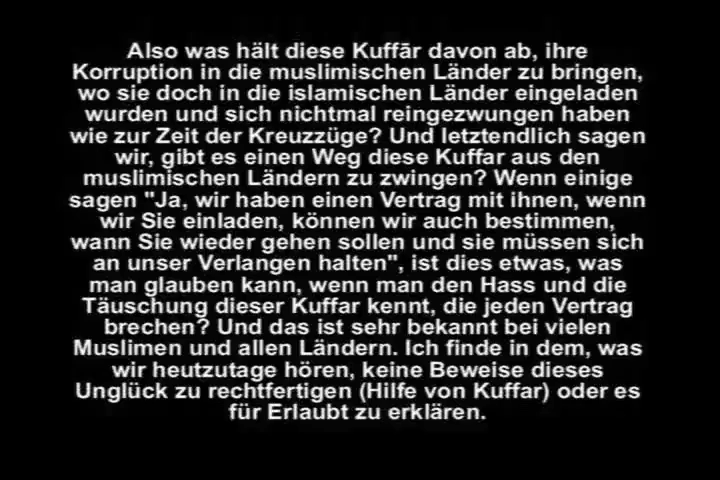 Also was hält diese Kuffār davon ab, ihre
Korruption in die muslimischen Länder zu bringen,
wo sie doch in die islamischen Länder eingeladen
wurden und sich nichtmal reingezwungen haben
wie zur Zeit der Kreuzzüge? Und letztendlich sagen
wir, gibt es einen Weg diese Kuffar aus den
muslimischen Ländern zu zwingen? Wenn einige
sagen "Ja, wir haben einen Vertrag mit ihnen, wenn
wir Sie einladen, können wir auch bestimmen,
wann Sie wieder gehen sollen und sie müssen sich
an unser Verlangen halten", ist dies etwas, was
man glauben kann, wenn man den Hass und die
Täuschung dieser Kuffar kennt, die jeden Vertrag
brechen? Und das ist sehr bekannt bei vielen
Muslimen und allen Ländern. Ich finde in dem, was
wir heutzutage hören, keine Beweise dieses
Unglück zu rechtfertigen (Hilfe von Kuffar) oder es
für Erlaubt zu erklären.